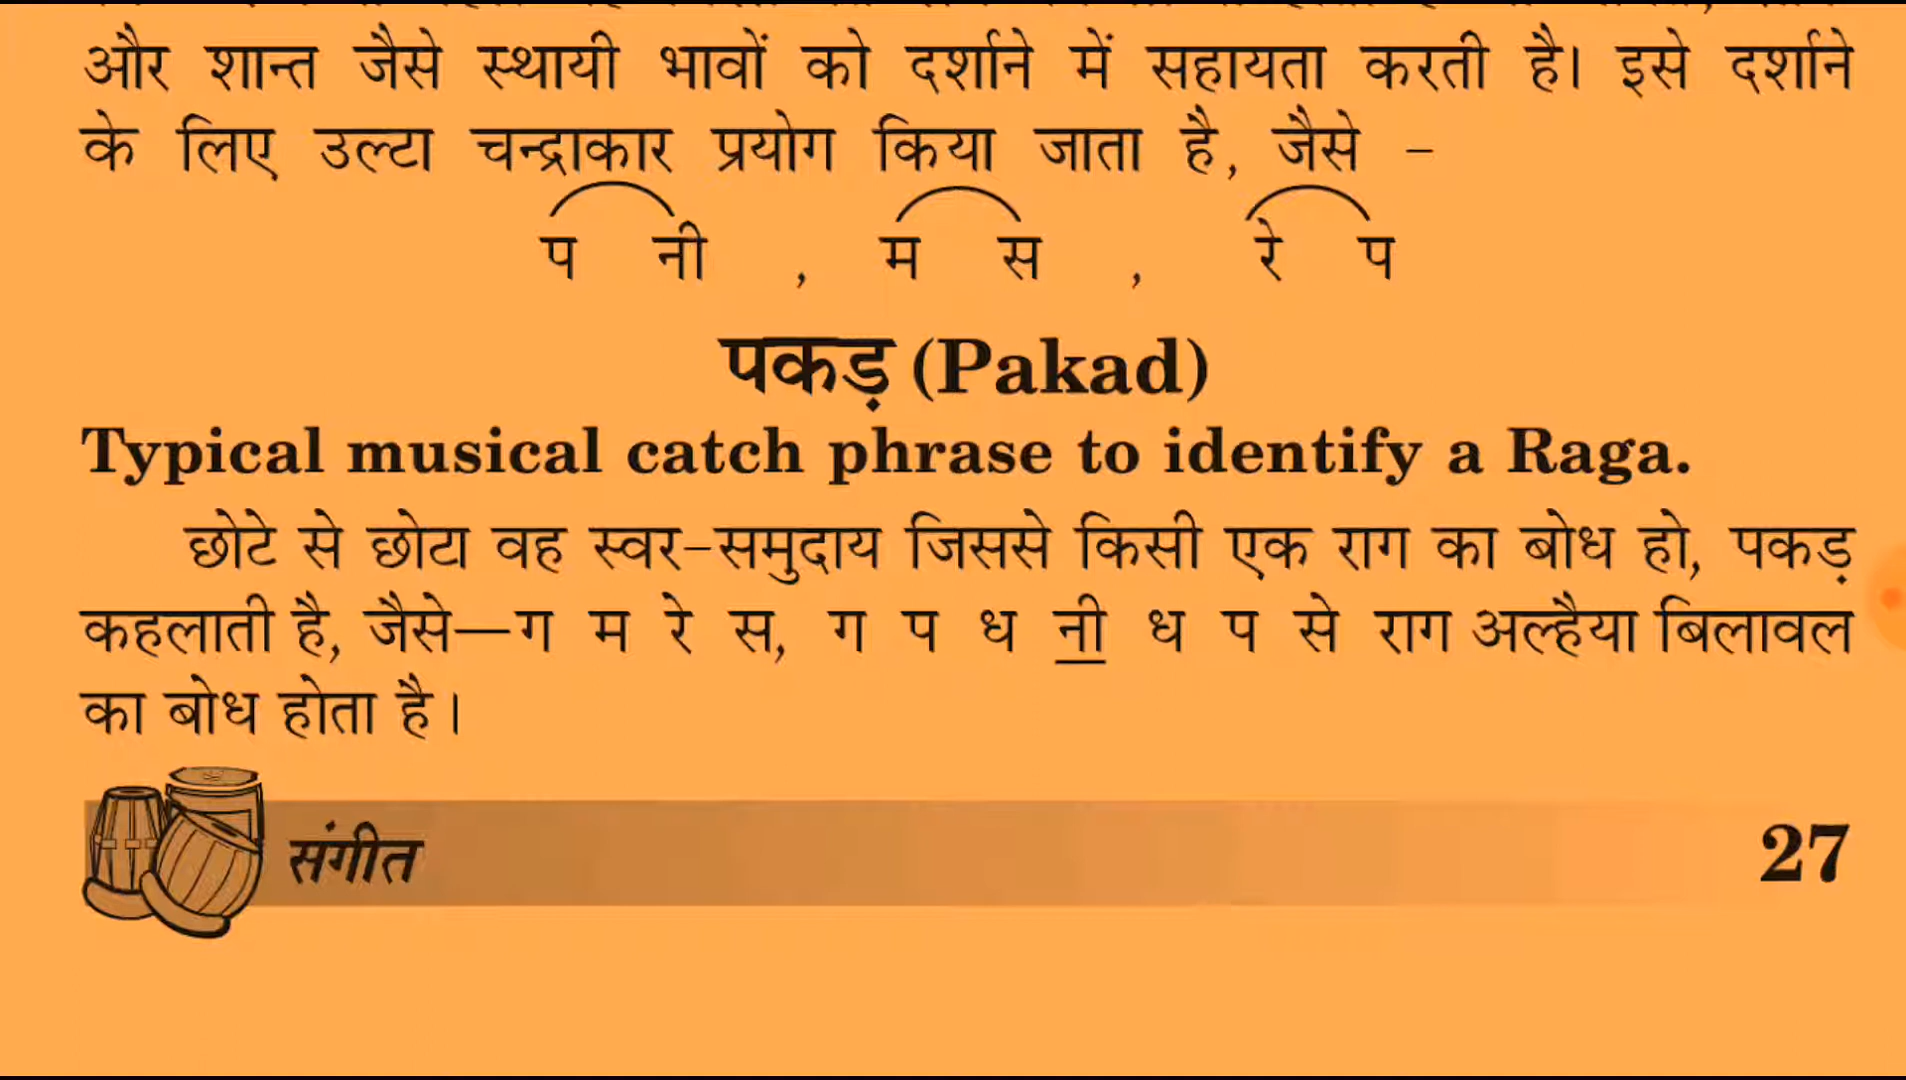 और शान्त जैसे स्थायी भावों को दर्शाने में सहायता करती है। इसे दर्शाने
के लिए उल्टा चन्द्राकार प्रयोग किया जाता है, जैसे -
प नी , म स , रे प
पकड़ (Pakad)
Typical musical catch phrase to identify a Raga.
छोटे से छोटा वह स्वर-समुदाय जिससे किसी एक राग का बोध हो, पकड़
कहलाती है, जैसे—ग म रे स, ग प ध नी ध प से राग अल्हैया बिलावल
का बोध होता है।
संगीत 27